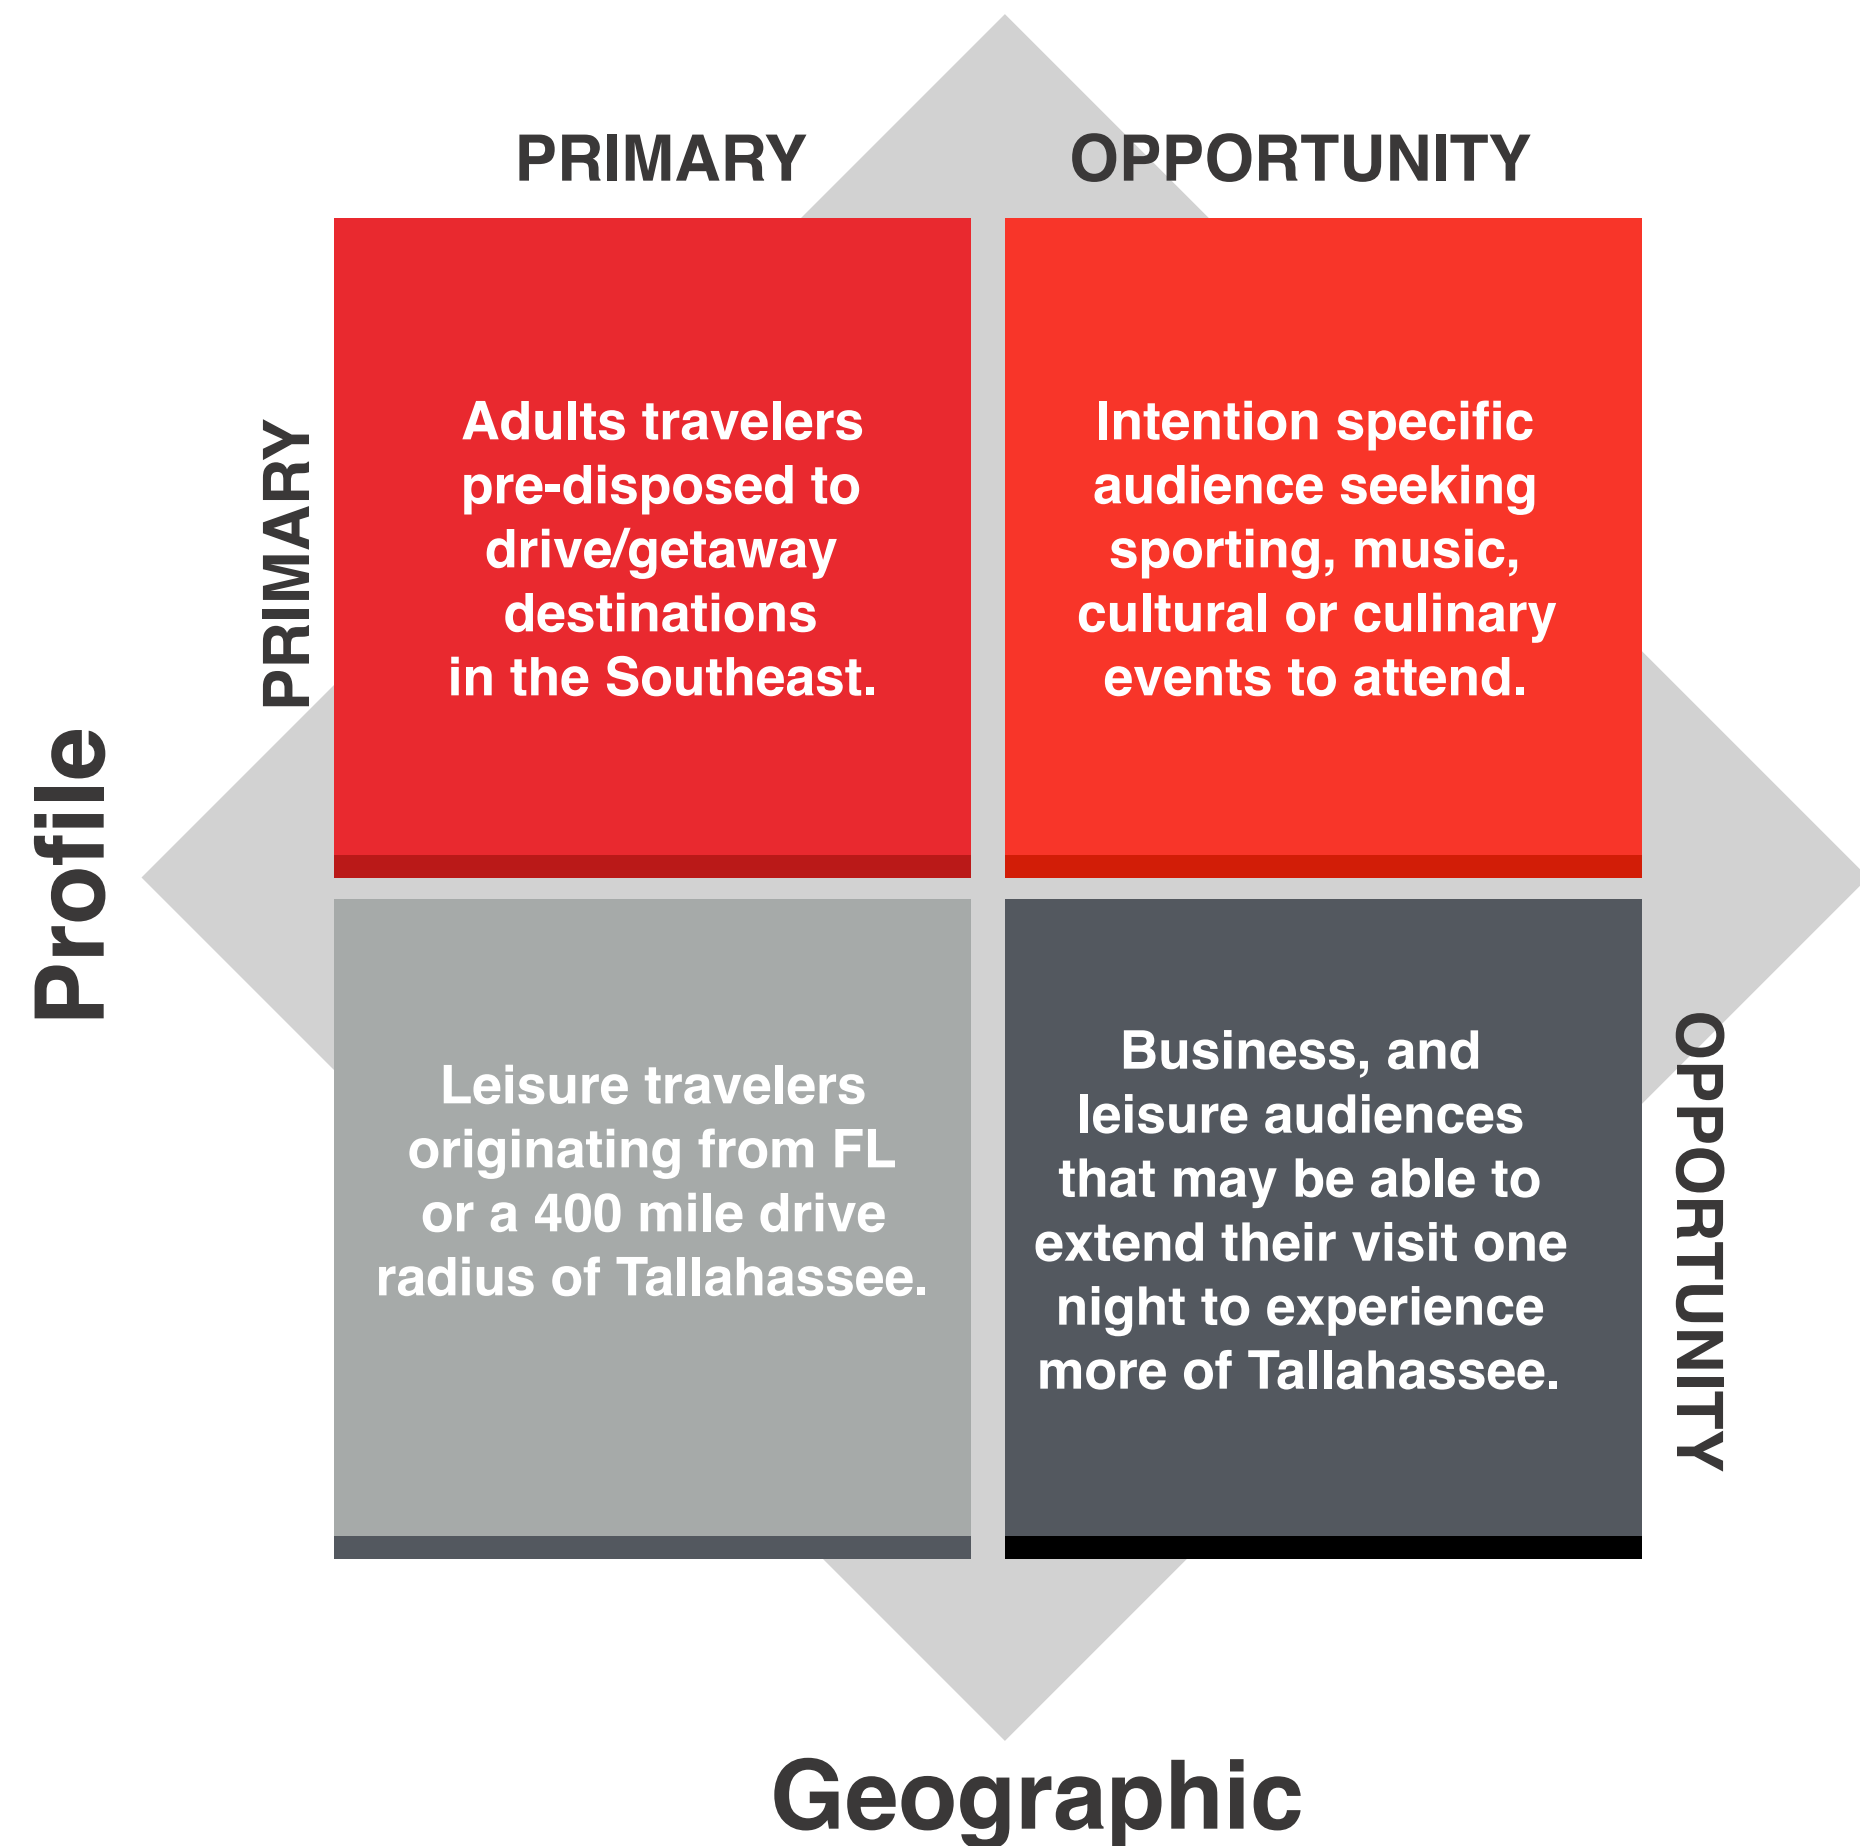 PRIMARY
OPPORTUNITY
PRIMARY
Adults travelers
pre-disposed to
drive/getaway
destinations
in the Southeast.
Intention specific
audience seeking
sporting, music,
cultural or culinary
events to attend.
Profile
Leisure travelers
originating from FL
or a 400 mile drive
radius of Tallahassee.
Business, and
leisure audiences
that may be able to
extend their visit one
night to experience
more of Tallahassee.
OPPORTUNITY
Geographic